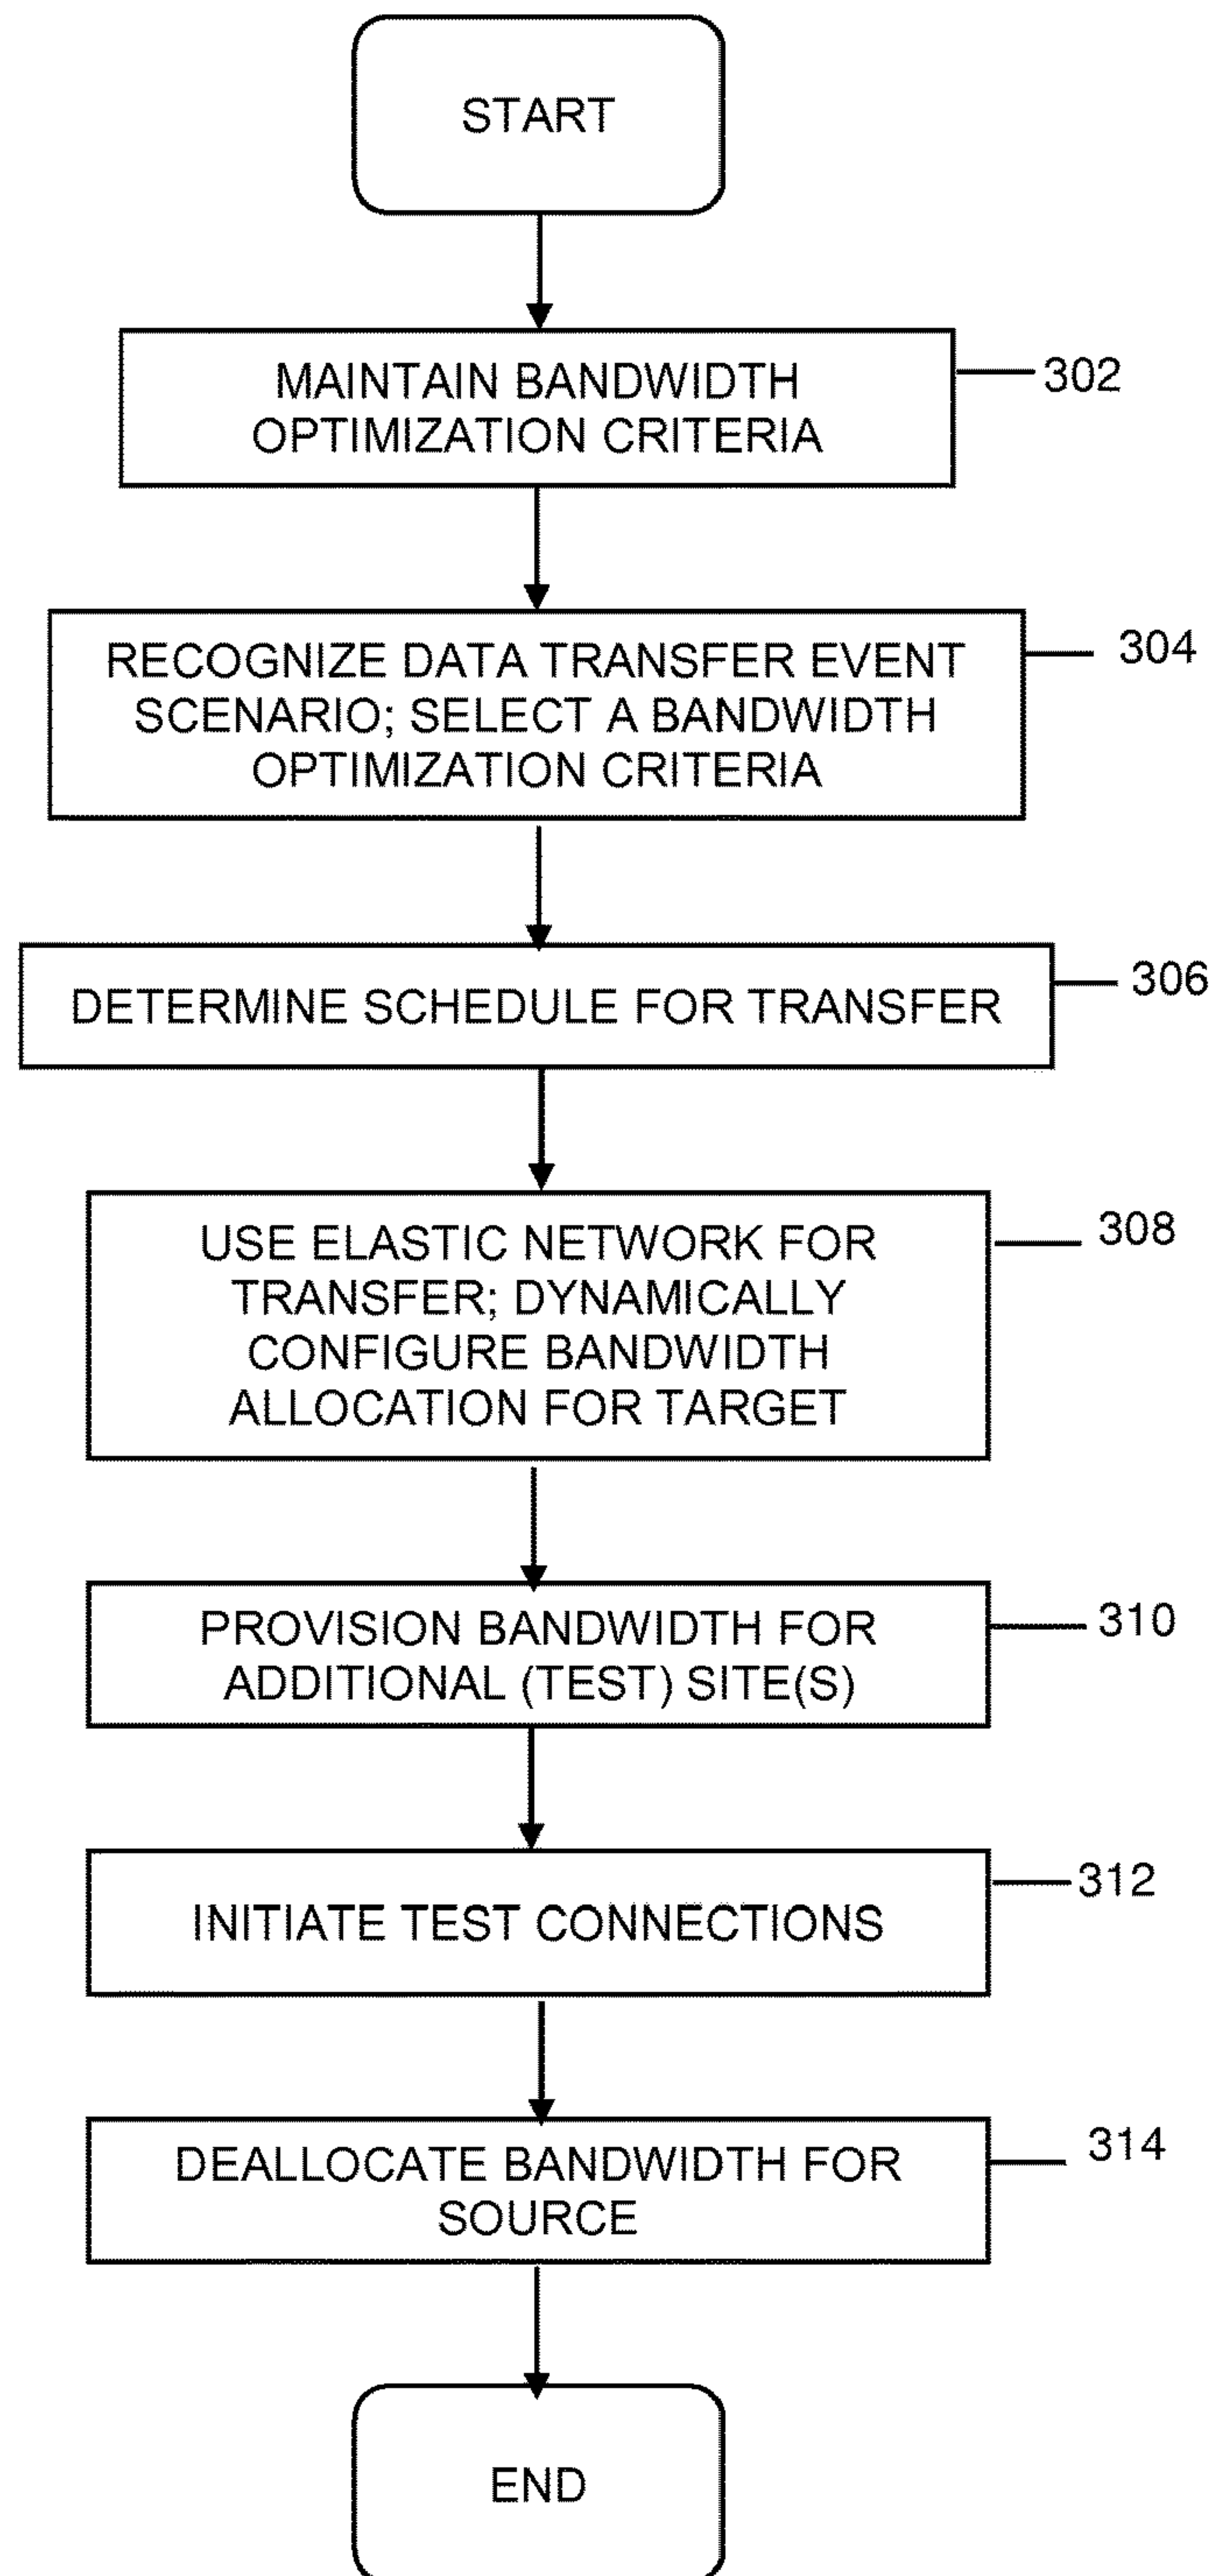 START
MAINTAIN BANDWIDTH
OPTIMIZATION CRITERIA
302
RECOGNIZE DATA TRANSFER EVENT
SCENARIO; SELECT A BANDWIDTH
OPTIMIZATION CRITERIA
304
DETERMINE SCHEDULE FOR TRANSFER
306
USE ELASTIC NETWORK FOR
TRANSFER; DYNAMICALLY
CONFIGURE BANDWIDTH
ALLOCATION FOR TARGET
308
PROVISION BANDWIDTH FOR
ADDITIONAL (TEST) SITE(S)
310
INITIATE TEST CONNECTIONS
312
DEALLOCATE BANDWIDTH FOR
SOURCE
314
END